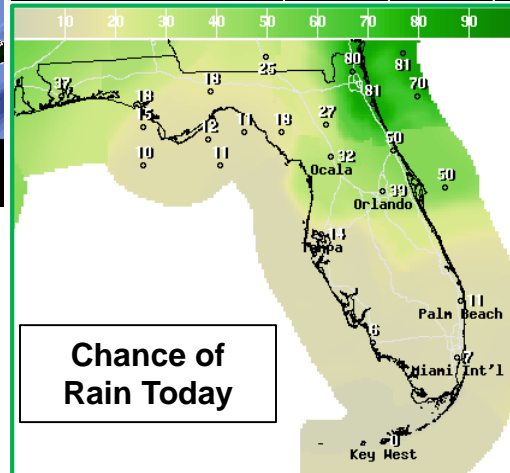 10 20 30 40 50 60 70 80 90
25
80
81
37
18
18
81
70
15
12
11
18
27
50
10
11
32
Ocala
50
39
Orlando
14
Tampa
11
Palm Beach
6
7
Miami Int'l
Chance of
Rain Today
0
Key West